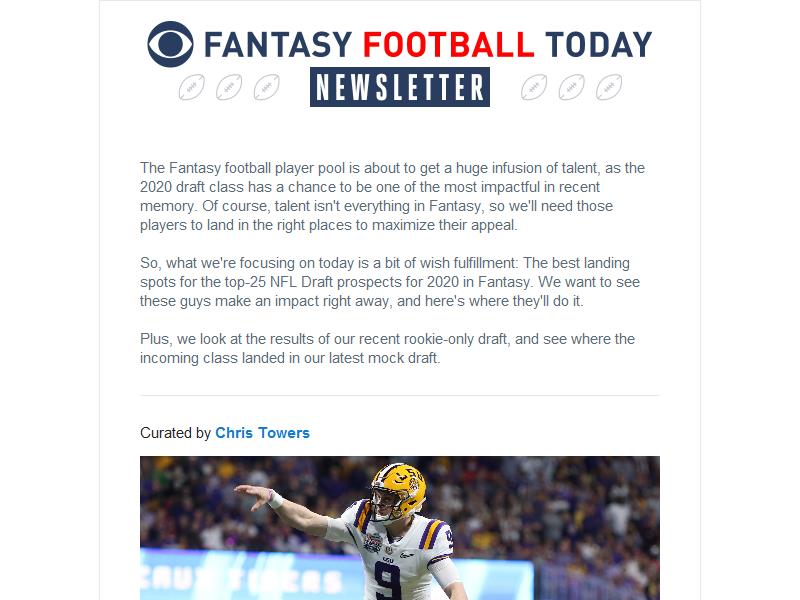 FANTASY FOOTBALL TODAY
NEWSLETTER
The Fantasy football player pool is about to get a huge infusion of talent, as the
2020 draft class has a chance to be one of the most impactful in recent
memory. Of course, talent isn't everything in Fantasy, so we'll need those
players to land in the right places to maximize their appeal.
So, what we're focusing on today is a bit of wish fulfillment: The best landing
spots for the top-25 NFL Draft prospects for 2020 in Fantasy. We want to see
these guys make an impact right away, and here's where they'll do it.
Plus, we look at the results of our recent rookie-only draft, and see where the
incoming class landed in our latest mock draft.
Curated by Chris Towers
TIGERS
LSU
9
9